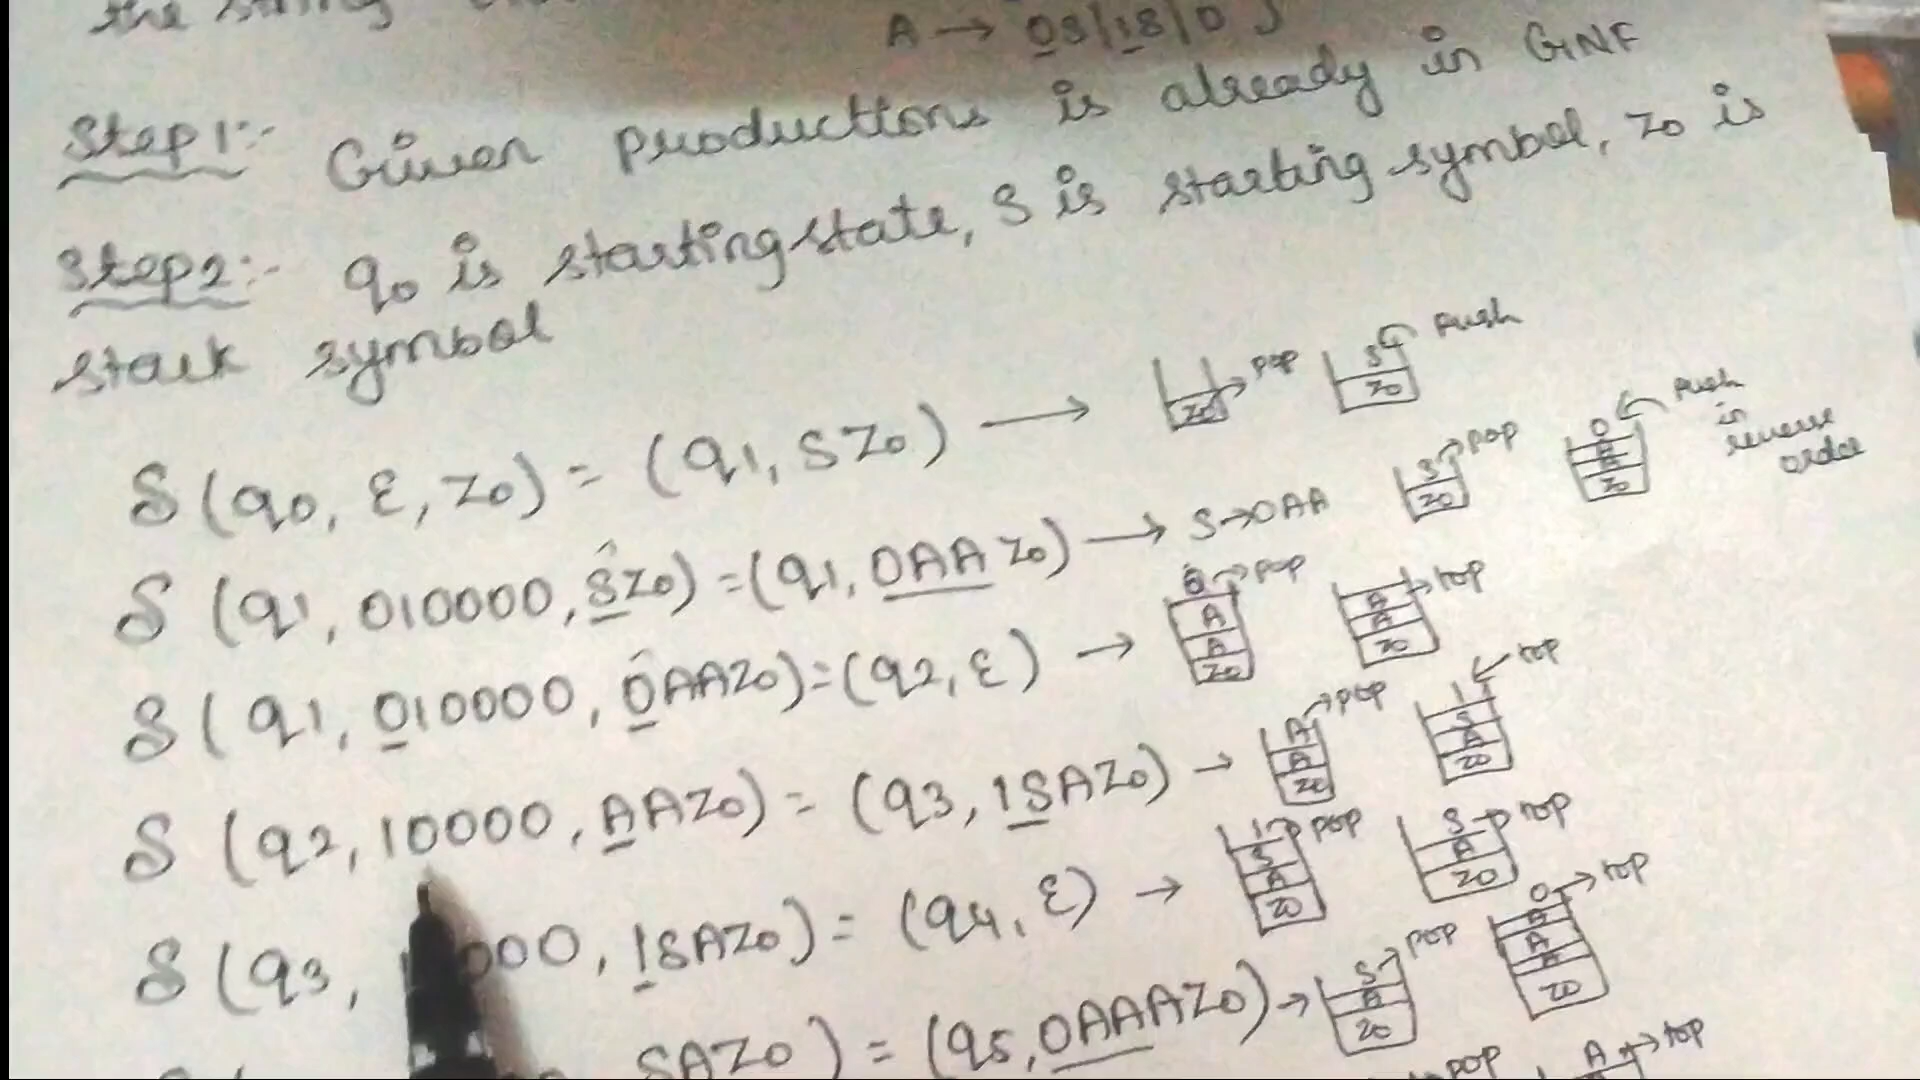 the string
A → 0S|1S|0 }
Step 1:- Given productions is already in GNF
Step 2:- q0 is starting state, S is starting symbol, Z0 is
stack symbol
δ (q0, ε, Z0) = (q1, SZ0) → Z0 → pop S Z0 Push
δ (q1, 010000, SZ0) = (q1, 0AAZ0) → S→0AA S Z0 → pop 0 A A Z0 Push in reverse order
δ (q1, 010000, 0AAZ0) = (q2, ε) → 0 A A Z0 → pop A A Z0 → top
δ (q2, 10000, AAZ0) = (q3, 1SAZ0) → A A Z0 → pop 1 S A Z0 top
δ (q3, 000, 1SAZ0) = (q4, ε) → 1 S A Z0 → pop S A Z0 → top
SAZ0) = (q5, 0AAAZ0) → S A Z0 → pop 0 A A A Z0 → top
→ pop A → top